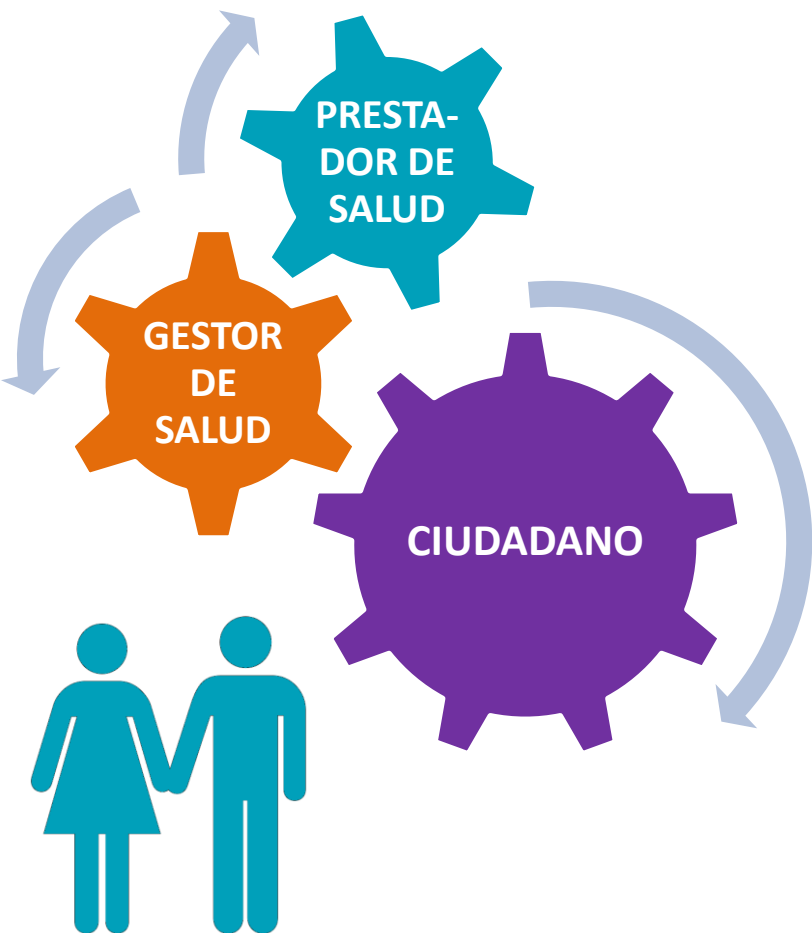 PRESTA-
DOR DE
SALUD
GESTOR
DE
SALUD
CIUDADANO